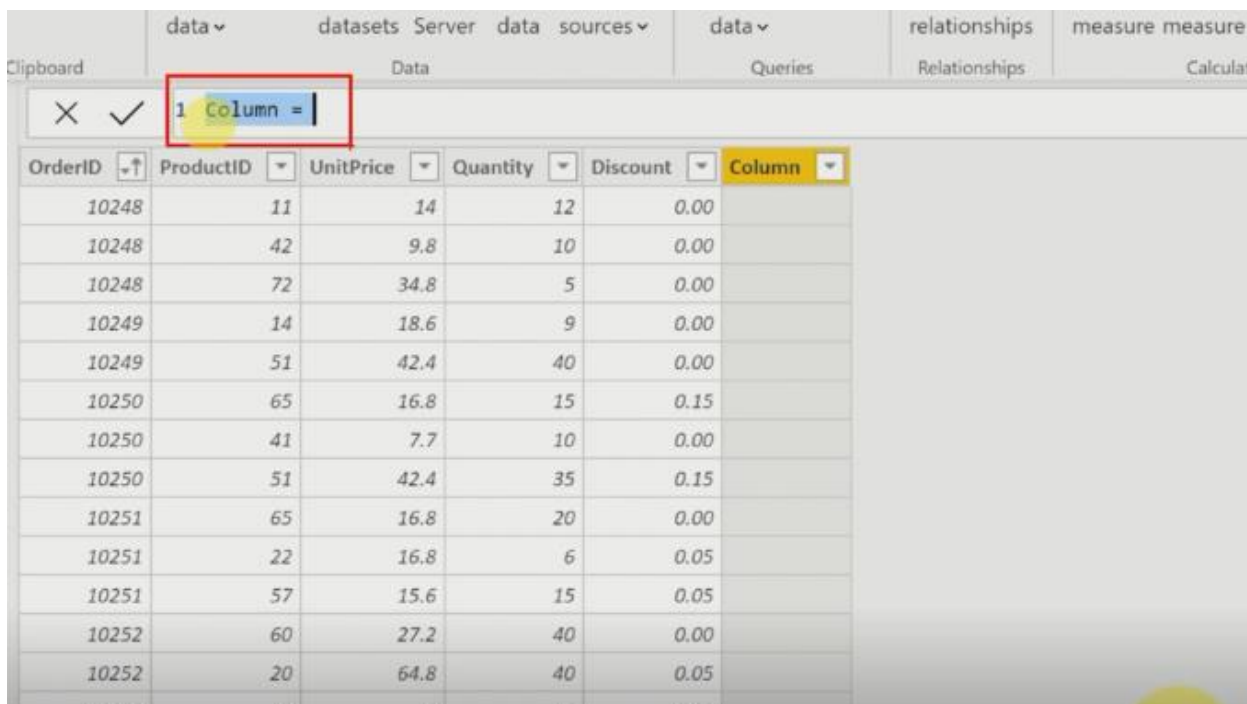 data datasets Server data sources data relationships measure measure
Clipboard Data Queries Relationships Calculat
1 Column =
OrderID ProductID UnitPrice Quantity Discount Column
10248 11 14 12 0.00
10248 42 9.8 10 0.00
10248 72 34.8 5 0.00
10249 14 18.6 9 0.00
10249 51 42.4 40 0.00
10250 65 16.8 15 0.15
10250 41 7.7 10 0.00
10250 51 42.4 35 0.15
10251 65 16.8 20 0.00
10251 22 16.8 6 0.05
10251 57 15.6 15 0.05
10252 60 27.2 40 0.00
10252 20 64.8 40 0.05